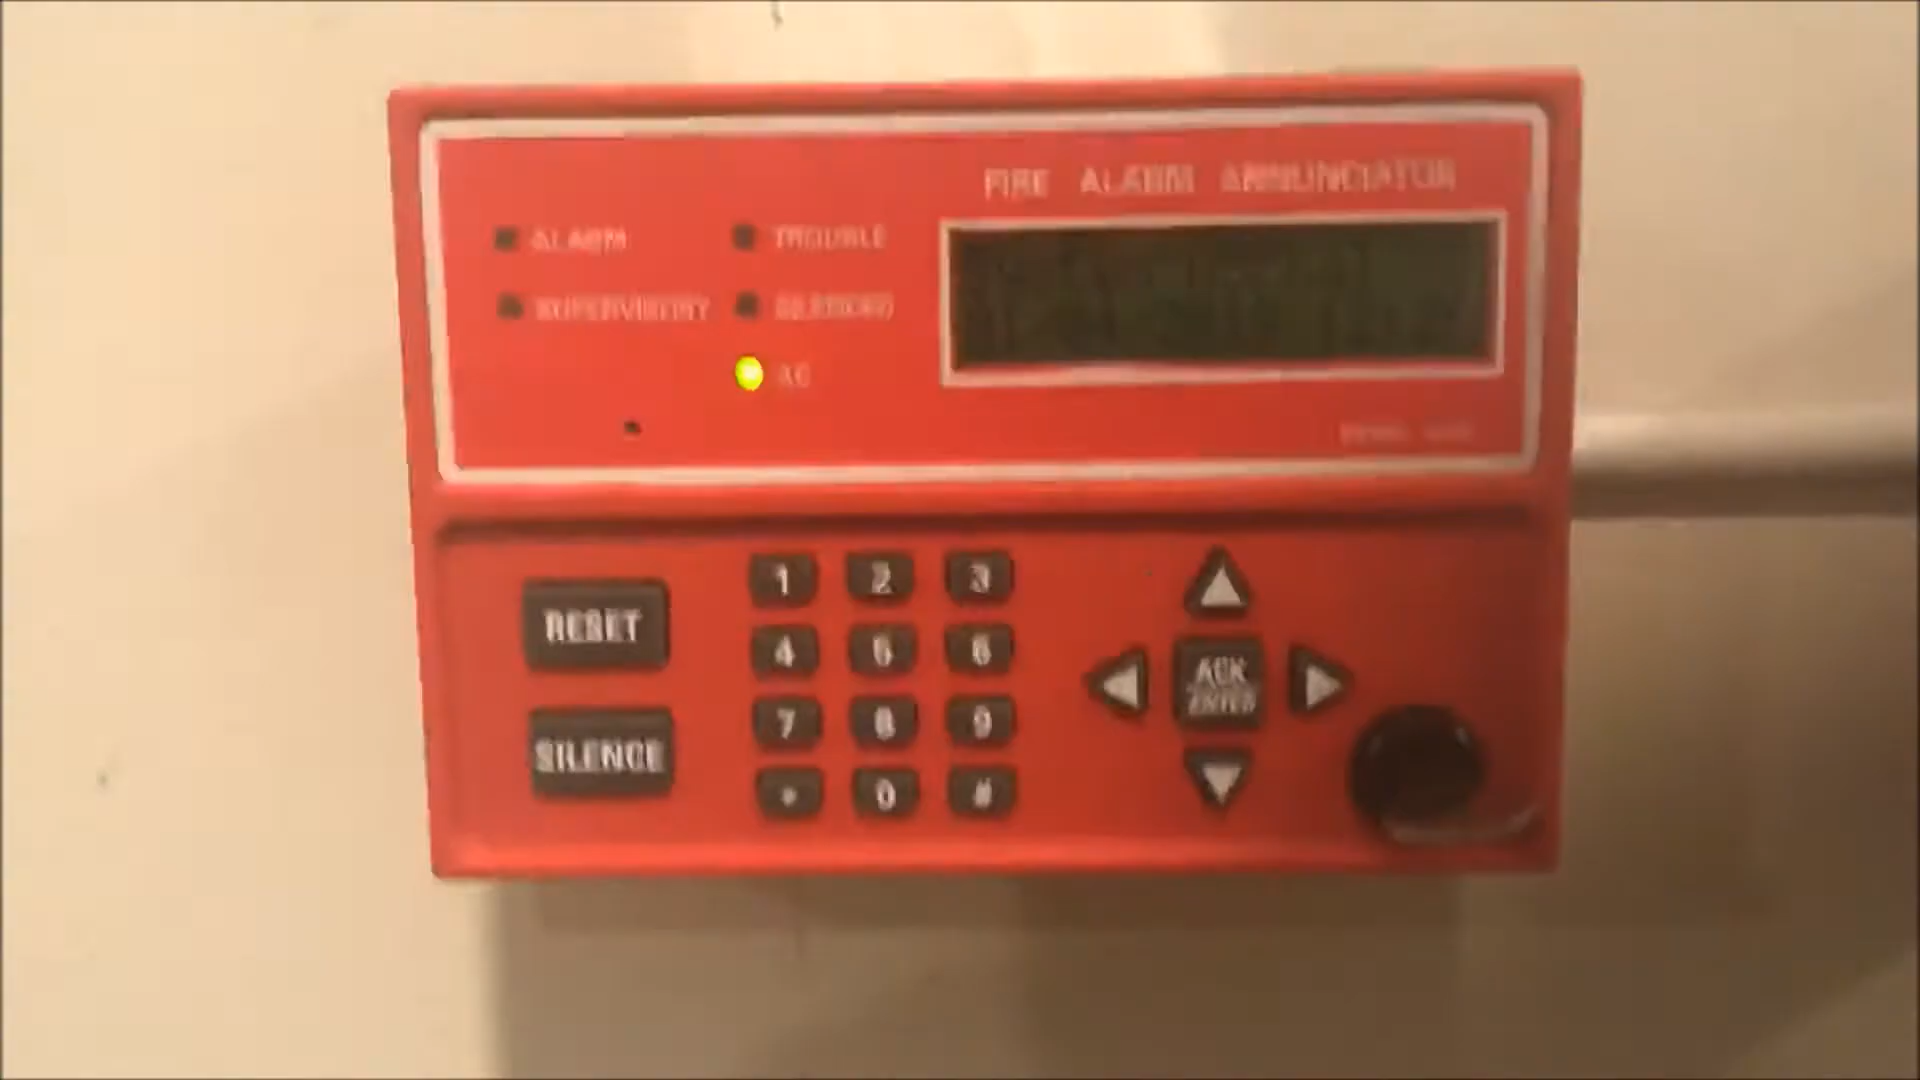 FIRE ALARM ANNUNCIATOR
ALARM
TROUBLE
SUPERVISORY
SILENCED
AC
RESET
SILENCE
1 2 3
4 5 6
7 8 9
* 0 #
ACK
ENTER